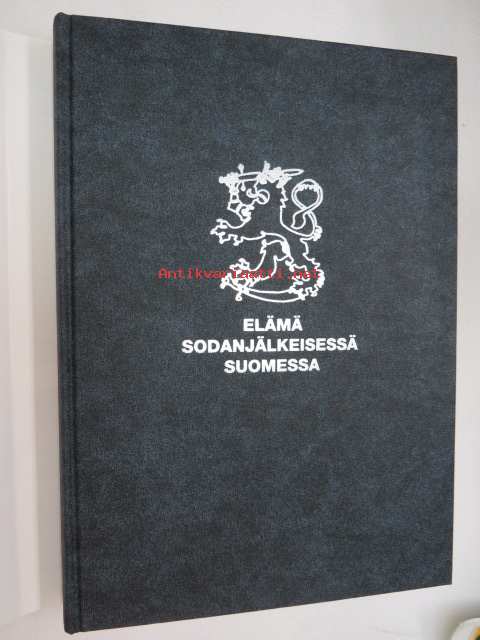 Antikvariaatti.net
ELÄMÄ
SODANJÄLKEISESSÄ
SUOMESSA